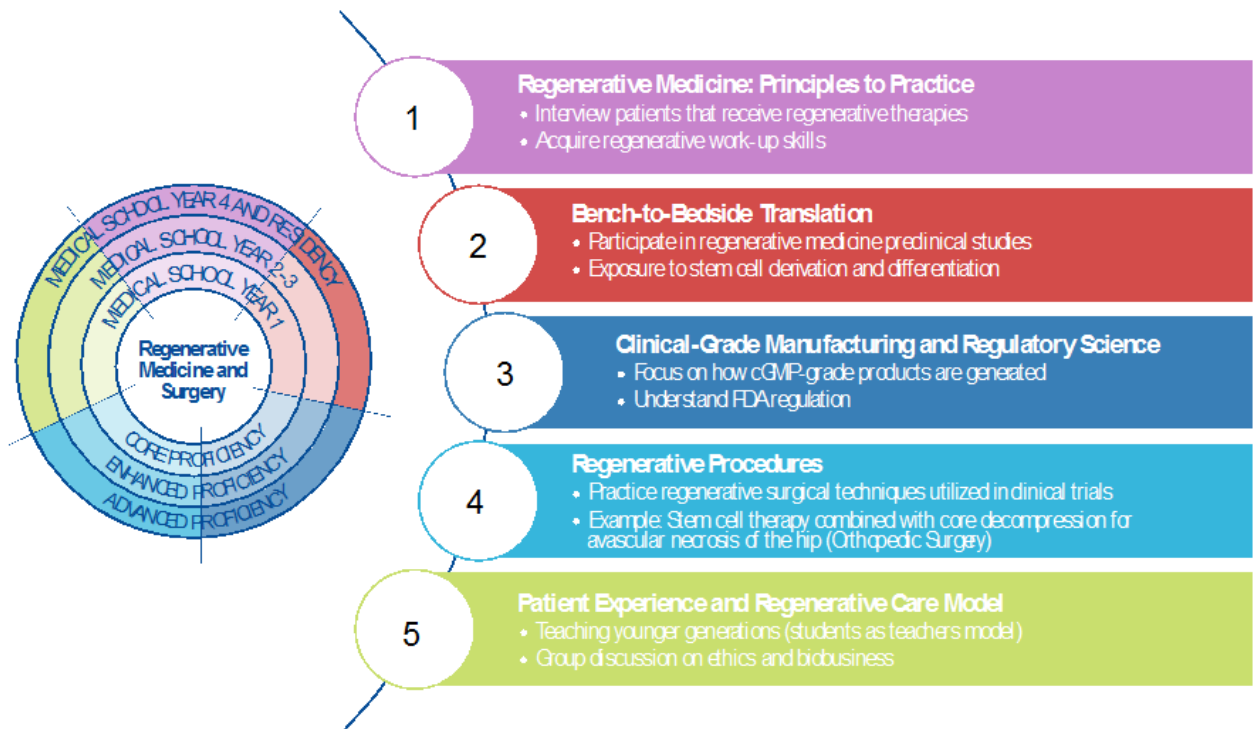 MEDICAL SCHOOL YEAR 4 AND RESIDENCY
MEDICAL SCHOOL YEAR 2-3
MEDICAL SCHOOL YEAR 1
Regenerative
Medicine and
Surgery
CORE PROFICIENCY
ENHANCED PROFICIENCY
ADVANCED PROFICIENCY
1
Regenerative Medicine: Principles to Practice
• Interview patients that receive regenerative therapies
• Acquire regenerative work-up skills
2
Bench-to-Bedside Translation
• Participate in regenerative medicine preclinical studies
• Exposure to stem cell derivation and differentiation
3
Clinical-Grade Manufacturing and Regulatory Science
• Focus on how cGMP-grade products are generated
• Understand FDA regulation
4
Regenerative Procedures
• Practice regenerative surgical techniques utilized in clinical trials
• Example: Stem cell therapy combined with core decompression for
avascular necrosis of the hip (Orthopedic Surgery)
5
Patient Experience and Regenerative Care Model
• Teaching younger generations (students as teachers model)
• Group discussion on ethics and biobusiness